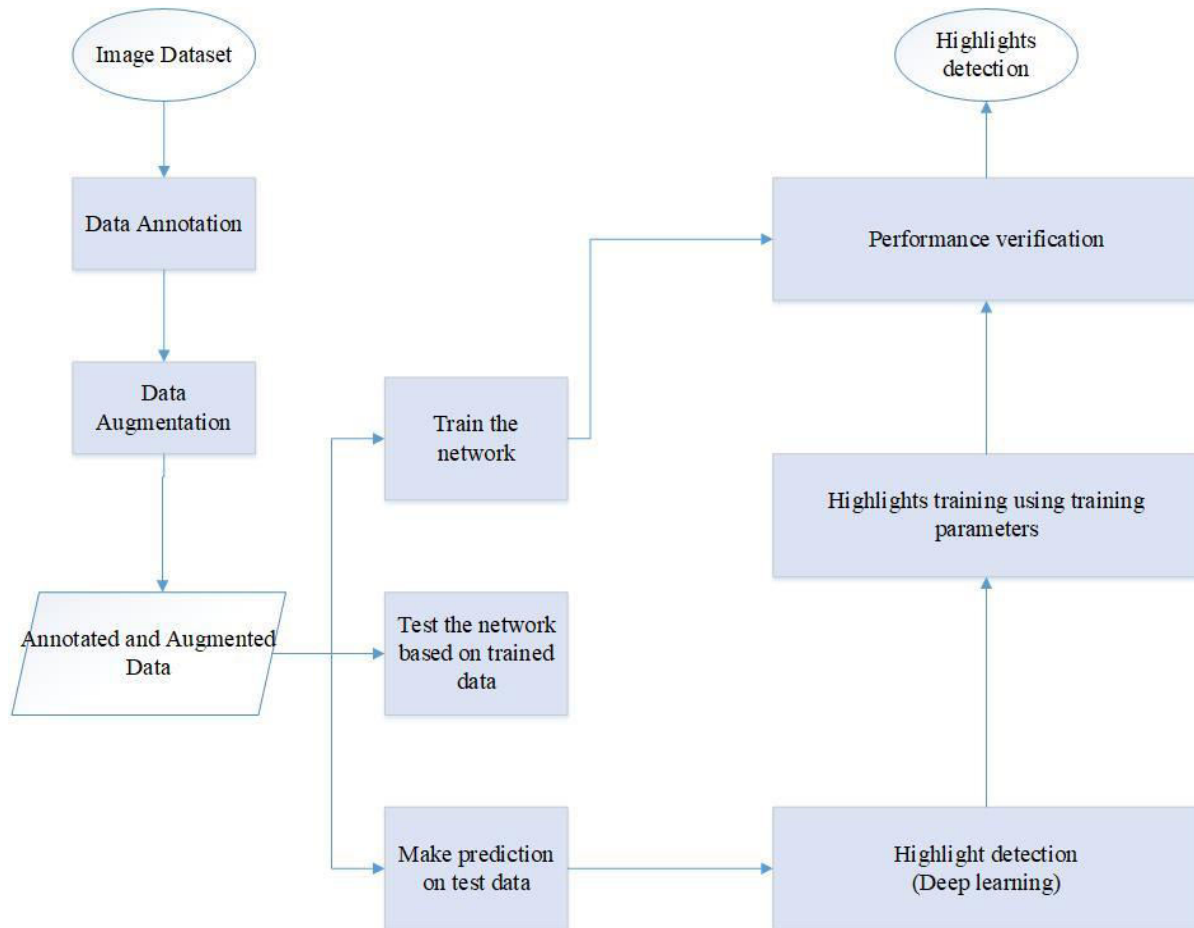 Image Dataset
Highlights
detection
Data Annotation
Performance verification
Data
Augmentation
Train the
network
Highlights training using training
parameters
Annotated and Augmented
Data
Test the network
based on trained
data
Make prediction
on test data
Highlight detection
(Deep learning)